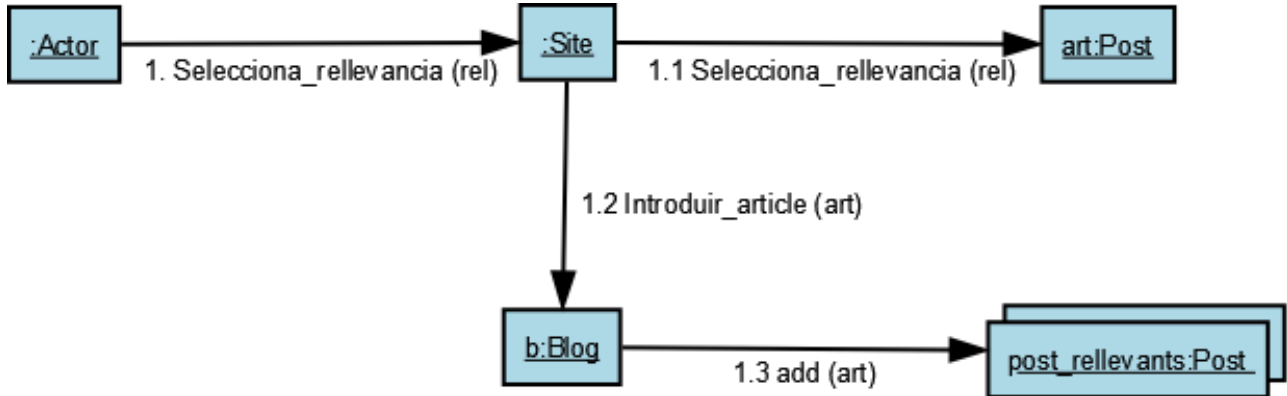 :Actor
1. Selecciona_rellevancia (rel)
:Site
1.1 Selecciona_rellevancia (rel)
art:Post
1.2 Introduir_article (art)
b:Blog
1.3 add (art)
post_rellevants:Post